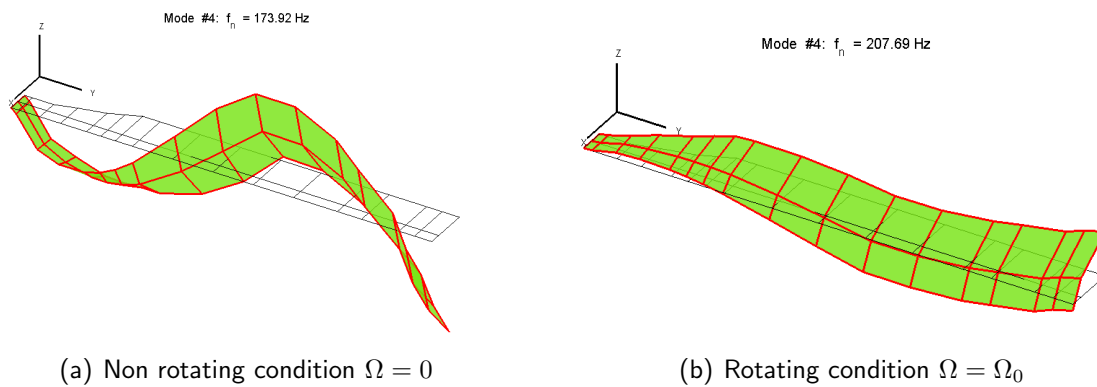 Mode #4: f_n = 173.92 Hz
Z
X
Y
Mode #4: f_n = 207.69 Hz
Z
X
Y
(a) Non rotating condition Ω = 0
(b) Rotating condition Ω = Ω₀